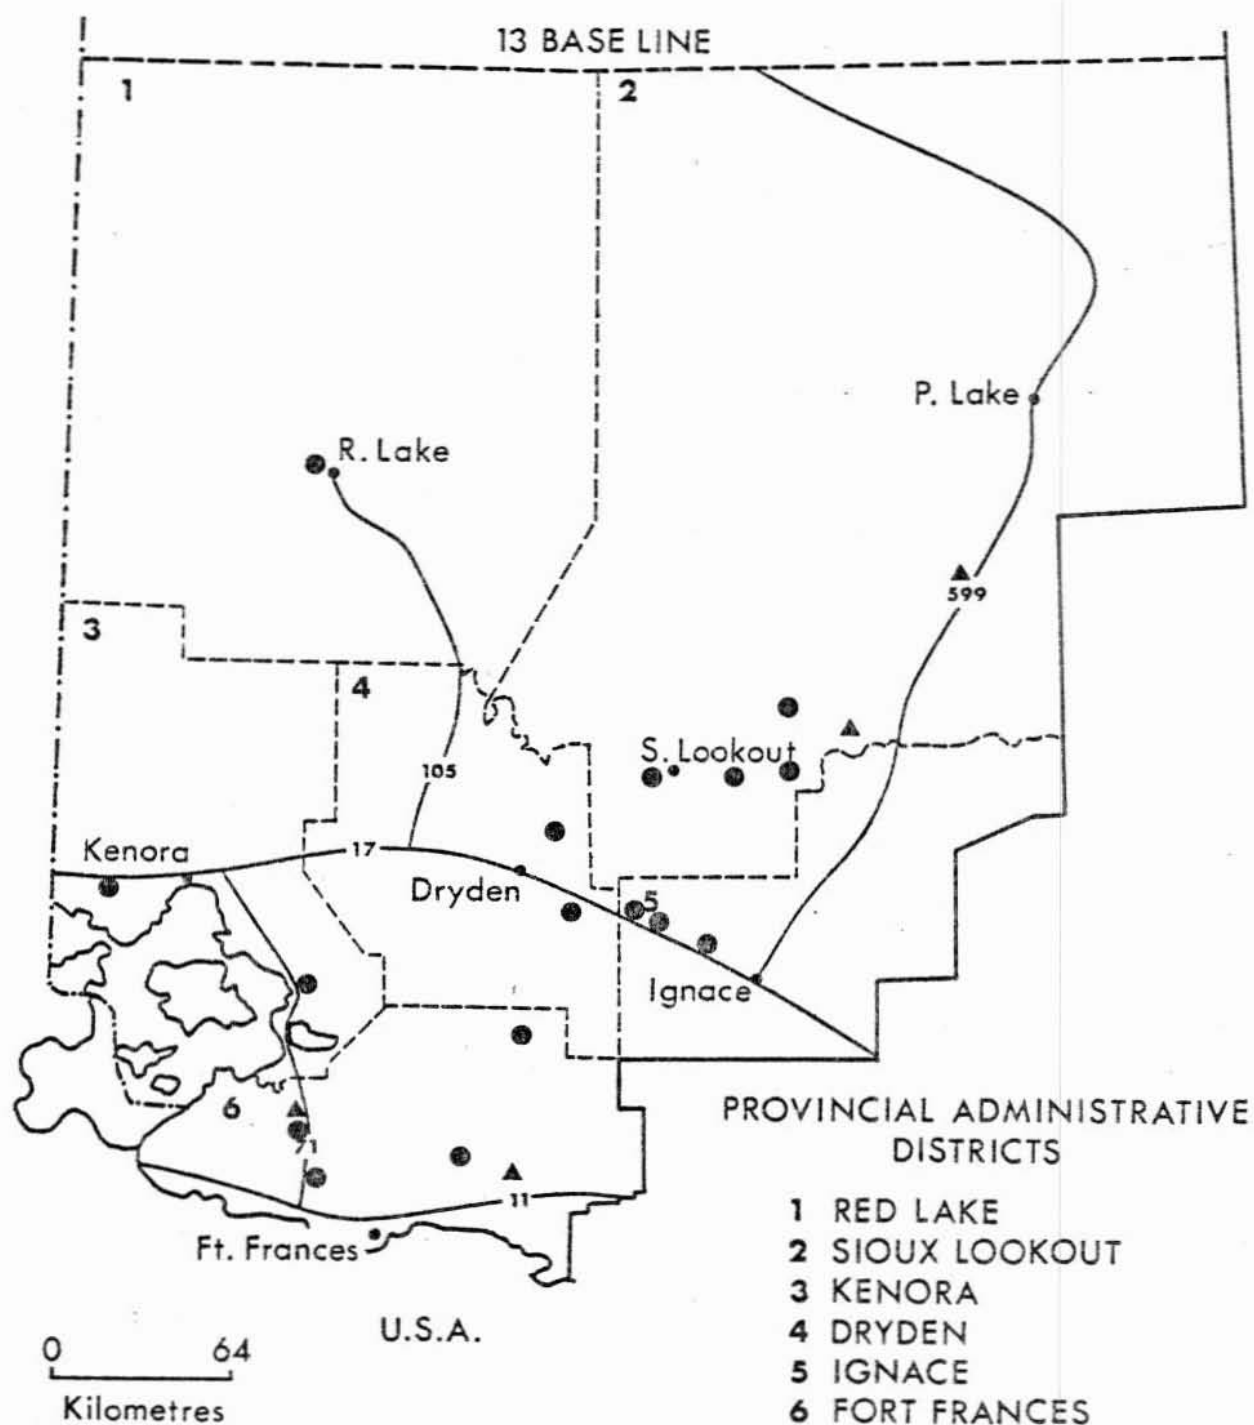 13 BASE LINE
1
2
P. Lake
R. Lake
599
3
4
S. Lookout
105
Kenora
17
Dryden
5
Ignace
6
71
11
Ft. Frances
U.S.A.
0 64
Kilometres
PROVINCIAL ADMINISTRATIVE
DISTRICTS
1 RED LAKE
2 SIOUX LOOKOUT
3 KENORA
4 DRYDEN
5 IGNACE
6 FORT FRANCES